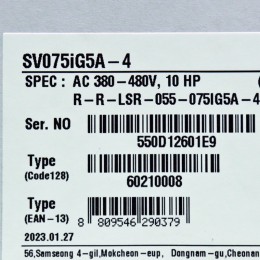 SV075iG5A-4
SPEC : AC 380-480V, 10 HP (
R-R-LSR-055-075IG5A-4
Ser. NO
550D12601E9
Type
(Code128)
60210008
Type
(EAN-13)
8 809546 290379
2023.01.27
56,Samseong 4-gil,Mokcheon-eup, Dongnam-gu,Cheonan